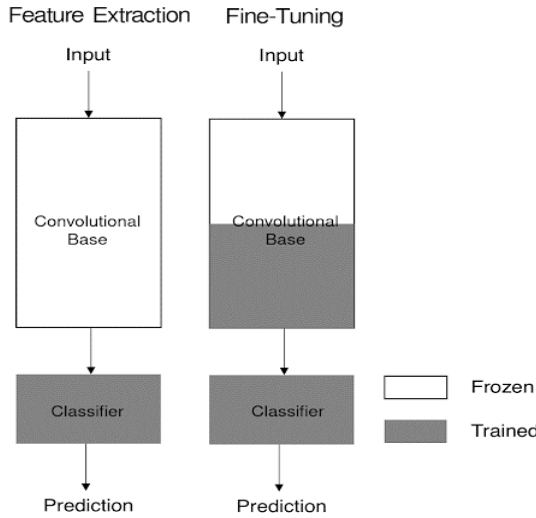 Feature Extraction
Fine-Tuning
Input
Input
Convolutional
Base
Convolutional
Base
Classifier
Classifier
Frozen
Trained
Prediction
Prediction